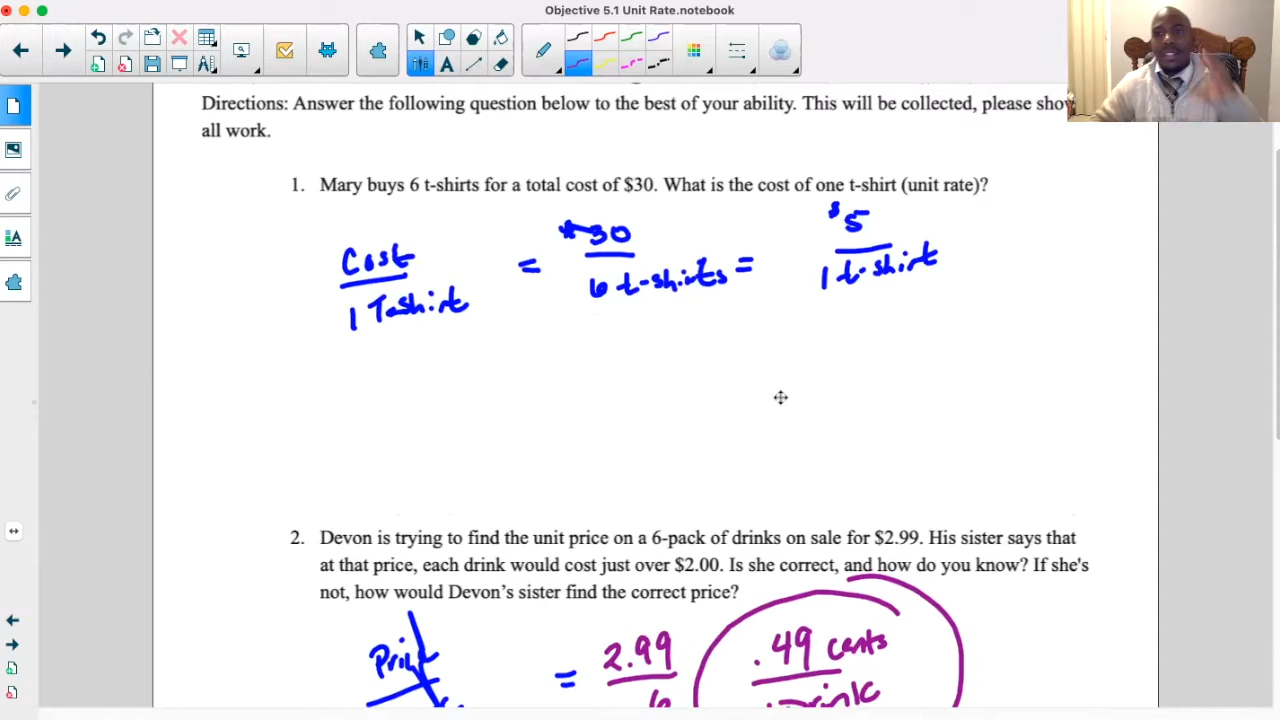 Objective 5.1 Unit Rate.notebook
Directions: Answer the following question below to the best of your ability. This will be collected, please show
all work.
1. Mary buys 6 t-shirts for a total cost of $30. What is the cost of one t-shirt (unit rate)?
Cost = $30 = $5
1 Tshirt 6 t-shirts 1 t-shirt
2. Devon is trying to find the unit price on a 6-pack of drinks on sale for $2.99. His sister says that
at that price, each drink would cost just over $2.00. Is she correct, and how do you know? If she's
not, how would Devon's sister find the correct price?
= 2.99 .49 cents
6 drink